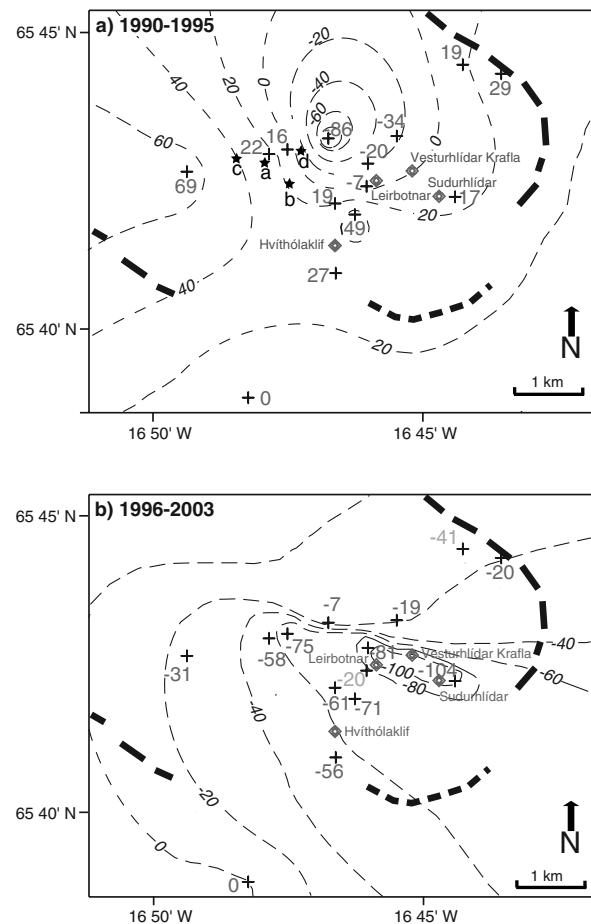 a) 1990-1995
65 45' N
-20
0
20
40
-40
-60
60
19
29
-86
-34
22
16
-20
0
c
a
d
b
69
-7
Vesturhlídar Krafla
Leirbotnar
Sudurhlídar
17
19
20
49
Hvíthólaklif
27
40
65 40' N
20
N
1 km
0
16 50' W
16 45' W
b) 1996-2003
65 45' N
-41
-20
-7
-19
-75
-58
-40
-31
-81
Vesturhlídar Krafla
Leirbotnar
-100
-104
-60
-20
-80
Sudurhlídar
-61
-71
-40
Hvíthólaklif
-56
-20
65 40' N
0
N
1 km
0
16 50' W
16 45' W